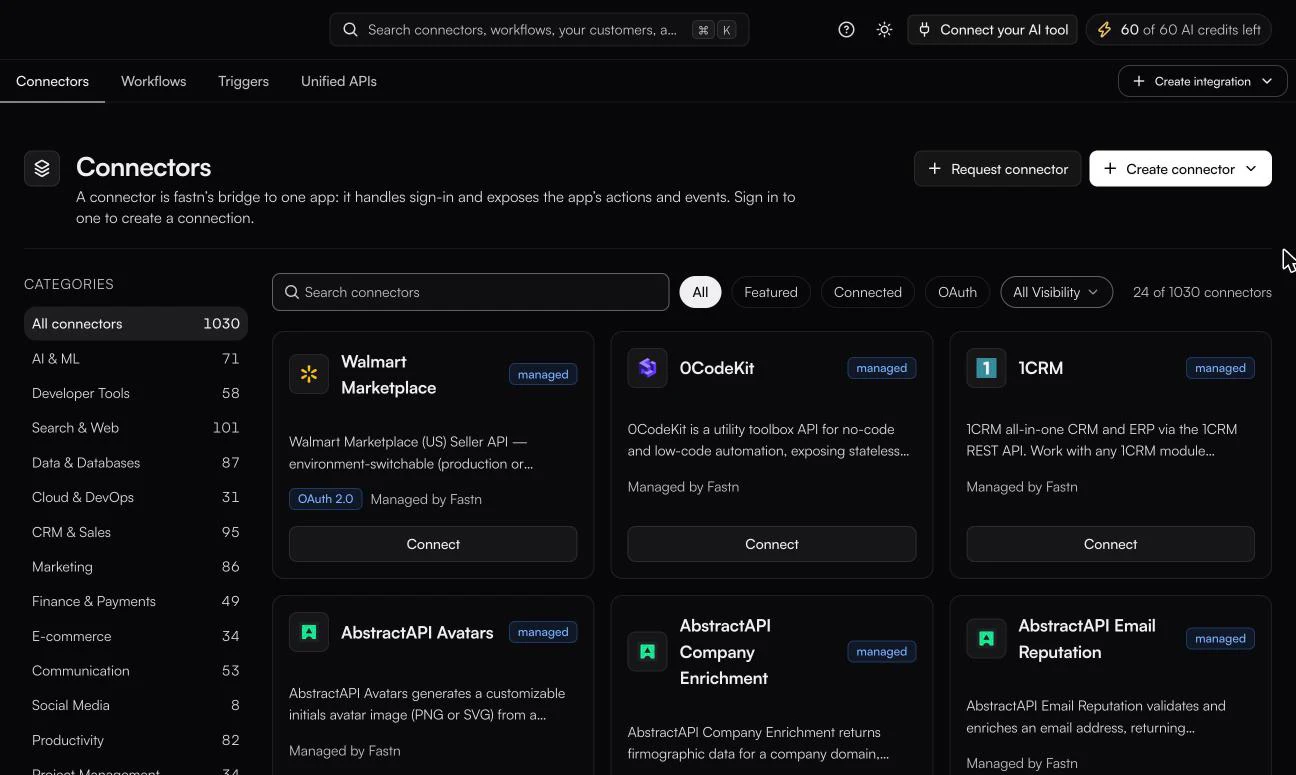 Search connectors, workflows, your customers, a... ⌘ K
Connect your AI tool
60 of 60 AI credits left
Connectors
Workflows
Triggers
Unified APIs
+ Create integration
Connectors
A connector is fastn's bridge to one app: it handles sign-in and exposes the app's actions and events. Sign in to
one to create a connection.
+ Request connector
+ Create connector
CATEGORIES
All connectors 1030
AI & ML 71
Developer Tools 58
Search & Web 101
Data & Databases 87
Cloud & DevOps 31
CRM & Sales 95
Marketing 86
Finance & Payments 49
E-commerce 34
Communication 53
Social Media 8
Productivity 82
Project Management 34
Search connectors
All
Featured
Connected
OAuth
All Visibility
24 of 1030 connectors
Walmart
Marketplace
managed
Walmart Marketplace (US) Seller API —
environment-switchable (production or...
OAuth 2.0 Managed by Fastn
Connect
0CodeKit
managed
0CodeKit is a utility toolbox API for no-code
and low-code automation, exposing stateless...
Managed by Fastn
Connect
1
1CRM
managed
1CRM all-in-one CRM and ERP via the 1CRM
REST API. Work with any 1CRM module...
Managed by Fastn
Connect
AbstractAPI Avatars
managed
AbstractAPI Avatars generates a customizable
initials avatar image (PNG or SVG) from a...
Managed by Fastn
AbstractAPI
Company
Enrichment
managed
AbstractAPI Company Enrichment returns
firmographic data for a company domain,...
AbstractAPI Email
Reputation
managed
AbstractAPI Email Reputation validates and
enriches an email address, returning...
Managed by Fastn